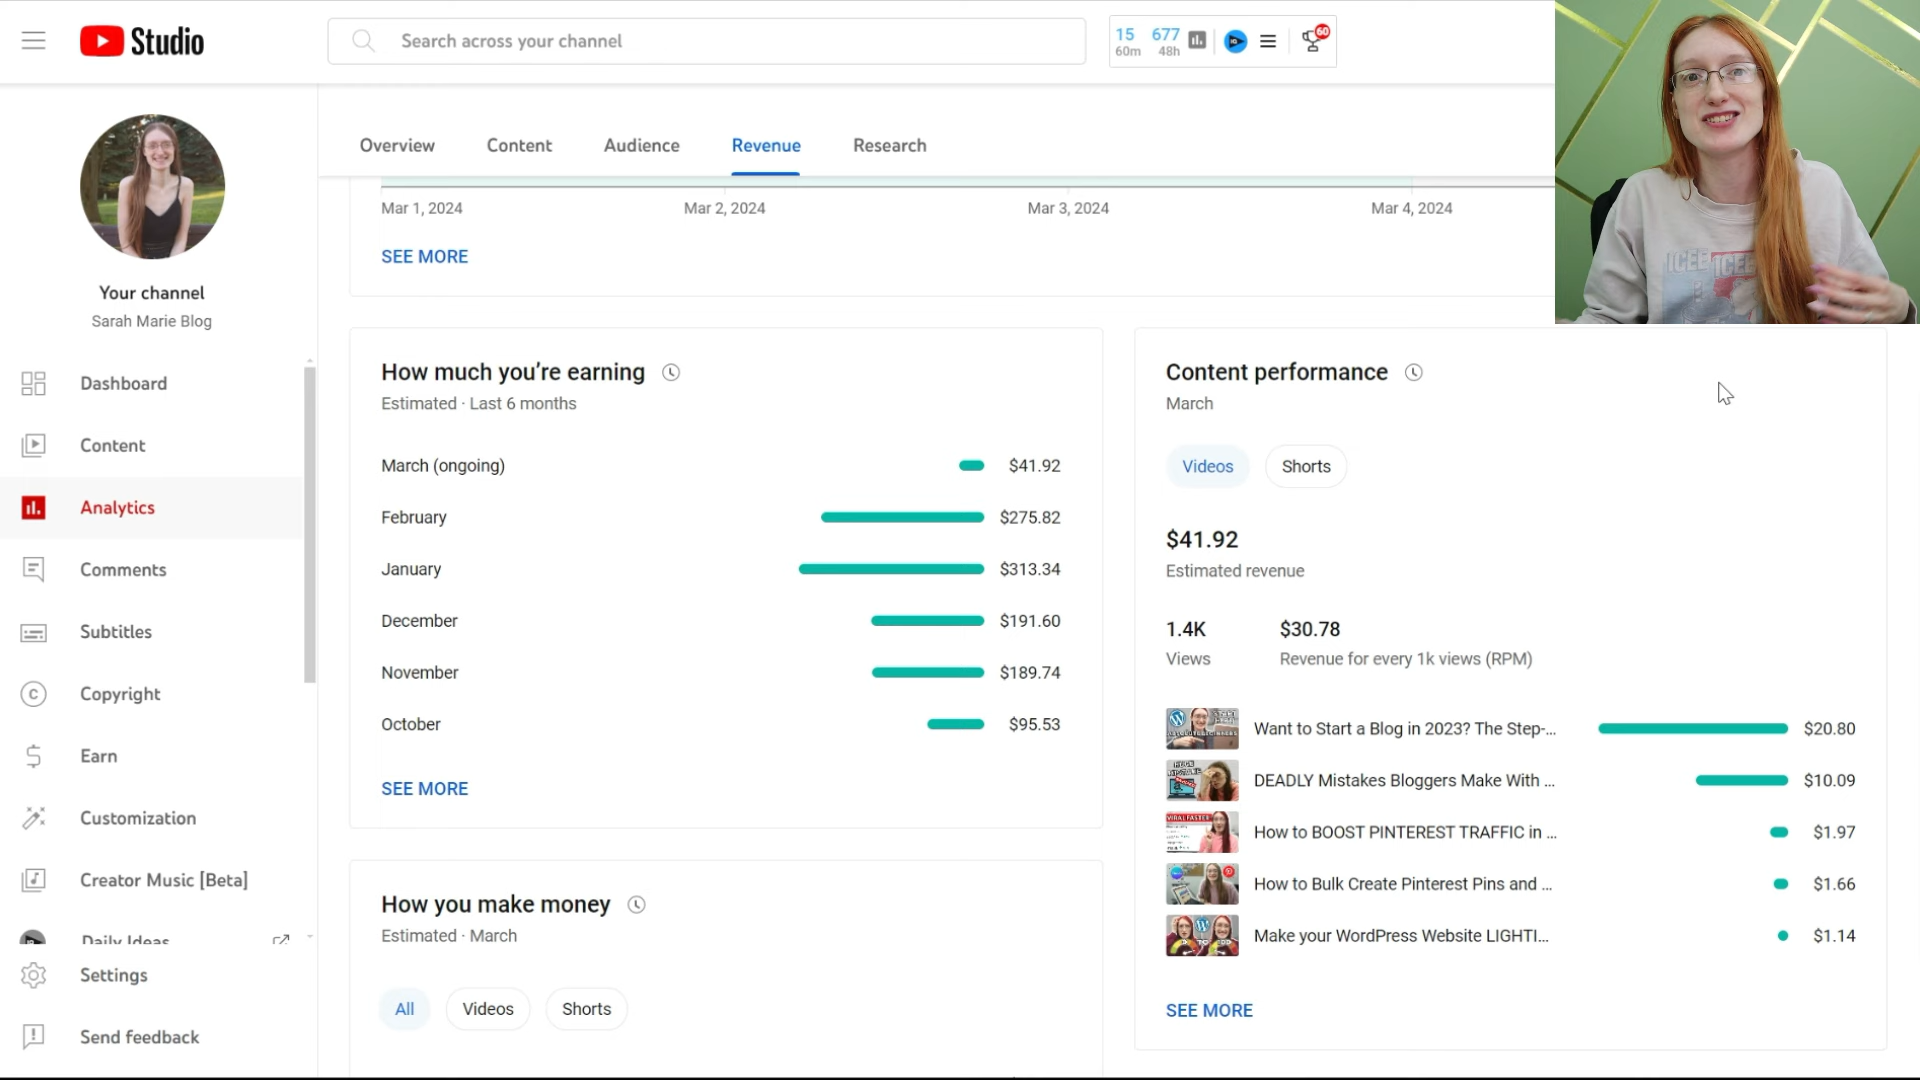 Studio
Search across your channel
15 677
60m 48h
60
Overview Content Audience Revenue Research
Mar 1, 2024 Mar 2, 2024 Mar 3, 2024 Mar 4, 2024
SEE MORE
ICEE ICEE
Your channel
Sarah Marie Blog
Dashboard
Content
Analytics
Comments
Subtitles
Copyright
Earn
Customization
Creator Music [Beta]
Daily Ideas
Settings
Send feedback
How much you’re earning
Estimated · Last 6 months
March (ongoing) $41.92
February $275.82
January $313.34
December $191.60
November $189.74
October $95.53
SEE MORE
How you make money
Estimated · March
All Videos Shorts
Content performance
March
Videos Shorts
$41.92
Estimated revenue
1.4K $30.78
Views Revenue for every 1k views (RPM)
Want to Start a Blog in 2023? The Step-... $20.80
DEADLY Mistakes Bloggers Make With ... $10.09
How to BOOST PINTEREST TRAFFIC in ... $1.97
How to Bulk Create Pinterest Pins and ... $1.66
Make your WordPress Website LIGHTI... $1.14
SEE MORE